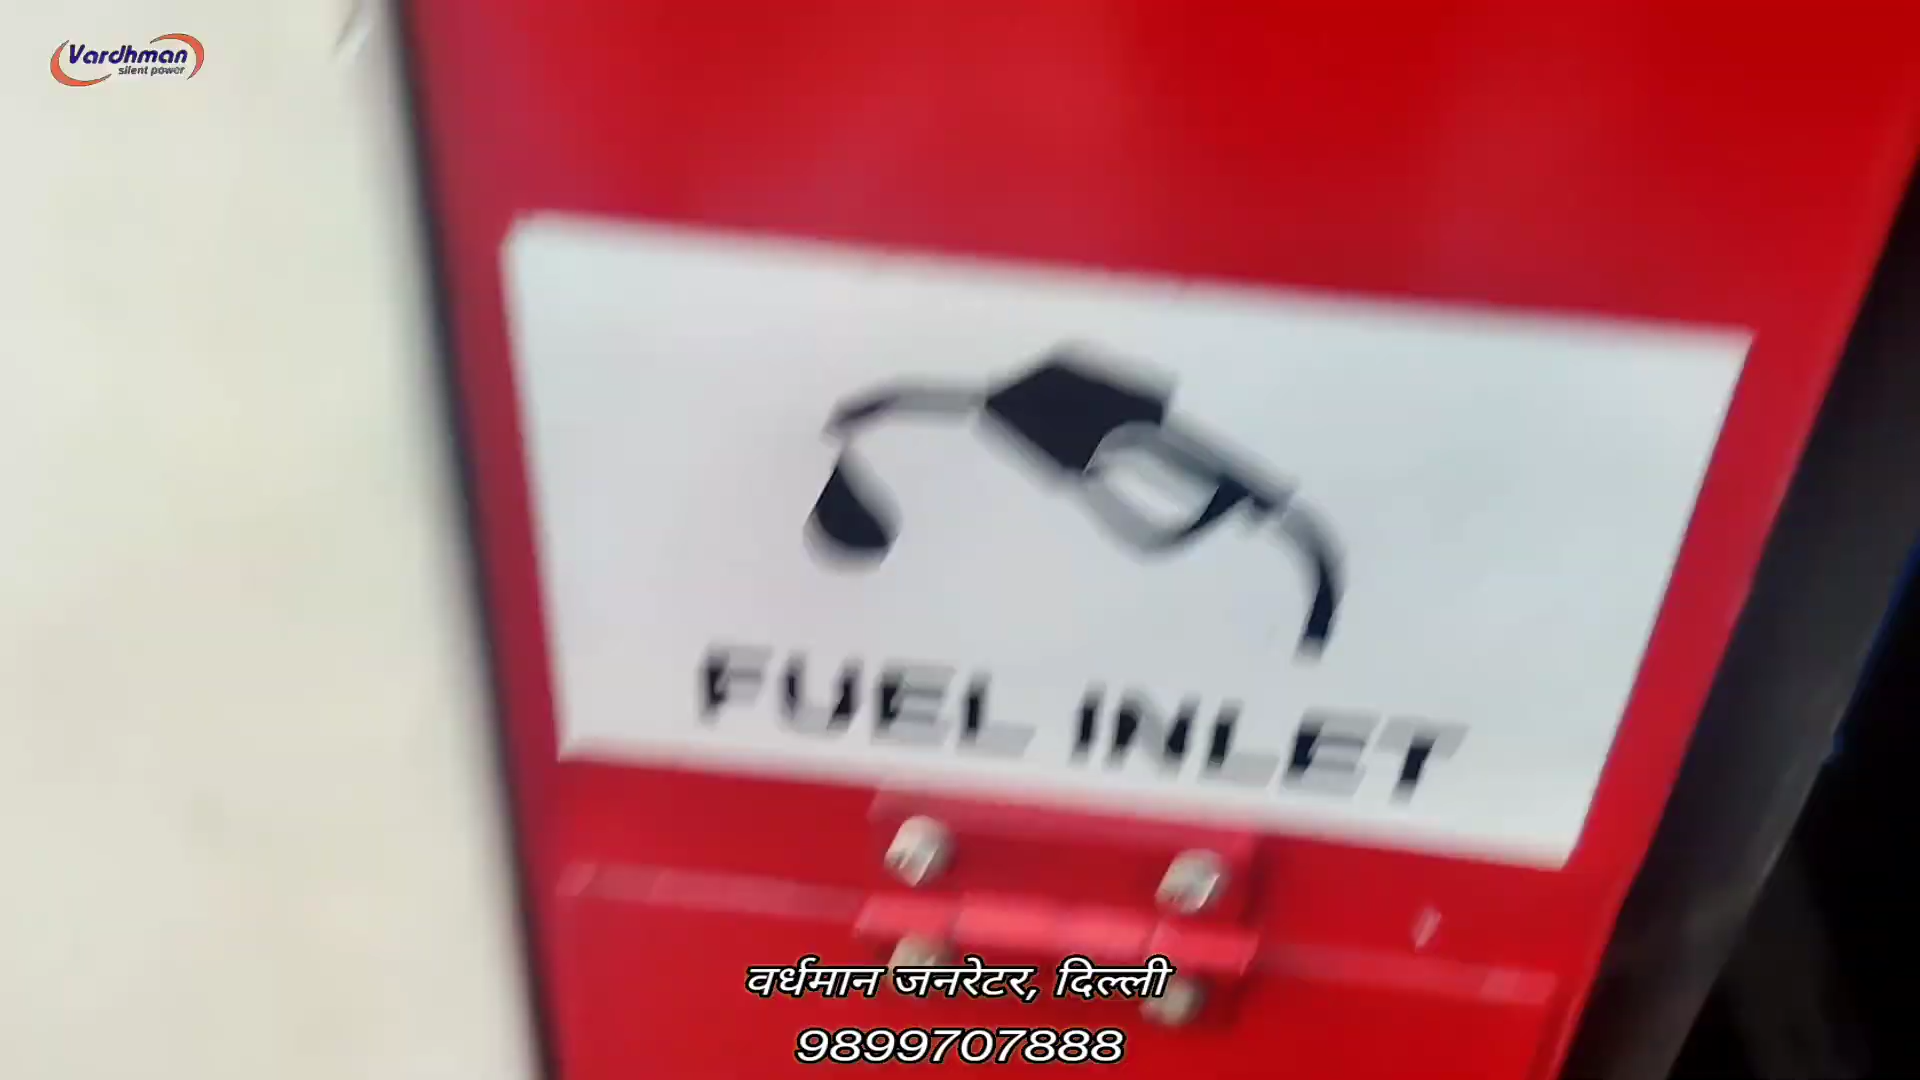 Vardhman
silent power
FUEL INLET
वर्धमान जनरेटर, दिल्ली
9899707888